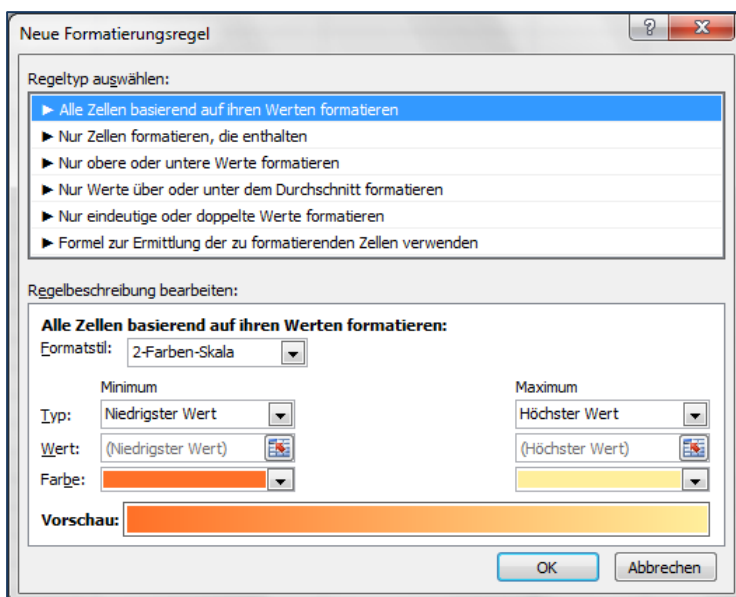 Neue Formatierungsregel
Regeltyp auswählen:
► Alle Zellen basierend auf ihren Werten formatieren
► Nur Zellen formatieren, die enthalten
► Nur obere oder untere Werte formatieren
► Nur Werte über oder unter dem Durchschnitt formatieren
► Nur eindeutige oder doppelte Werte formatieren
► Formel zur Ermittlung der zu formatierenden Zellen verwenden
Regelbeschreibung bearbeiten:
Alle Zellen basierend auf ihren Werten formatieren:
Formatstil: 2-Farben-Skala
Minimum Maximum
Typ: Niedrigster Wert Höchster Wert
Wert: (Niedrigster Wert) (Höchster Wert)
Farbe:
Vorschau:
OK Abbrechen